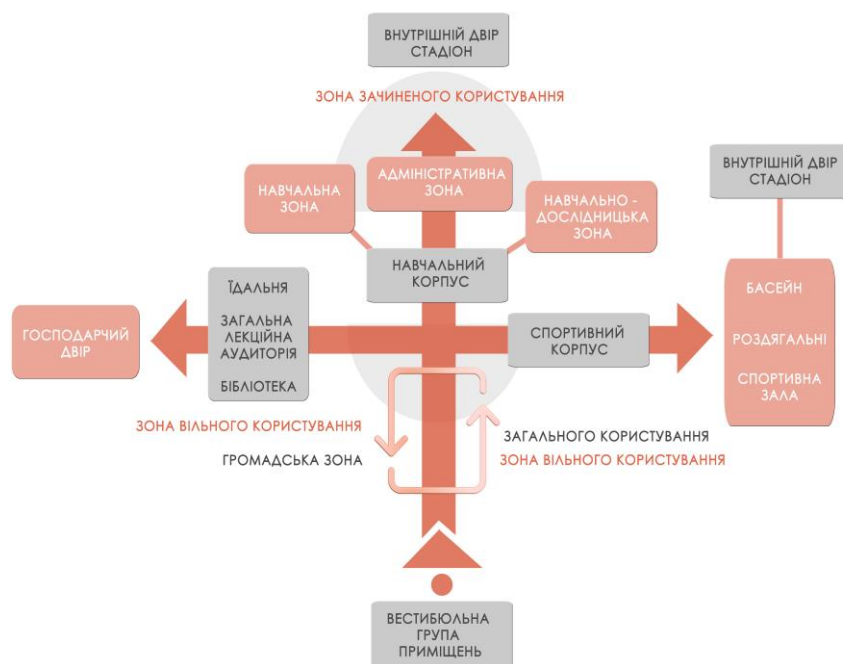 ВНУТРІШНІЙ ДВІР
СТАДІОН
ЗОНА ЗАЧИНЕНОГО КОРИСТУВАННЯ
НАВЧАЛЬНА
ЗОНА
АДМІНІСТРАТИВНА
ЗОНА
НАВЧАЛЬНО -
ДОСЛІДНИЦЬКА
ЗОНА
ВНУТРІШНІЙ ДВІР
СТАДІОН
НАВЧАЛЬНИЙ
КОРПУС
ГОСПОДАРЧИЙ
ДВІР
ЇДАЛЬНЯ
ЗАГАЛЬНА
ЛЕКЦІЙНА
АУДИТОРІЯ
БІБЛІОТЕКА
СПОРТИВНИЙ
КОРПУС
БАСЕЙН
РОЗДЯГАЛЬНІ
СПОРТИВНА
ЗАЛА
ЗОНА ВІЛЬНОГО КОРИСТУВАННЯ
ГРОМАДСЬКА ЗОНА
ЗАГАЛЬНОГО КОРИСТУВАННЯ
ЗОНА ВІЛЬНОГО КОРИСТУВАННЯ
ВЕСТИБЮЛЬНА
ГРУПА
ПРИМІЩЕНЬ